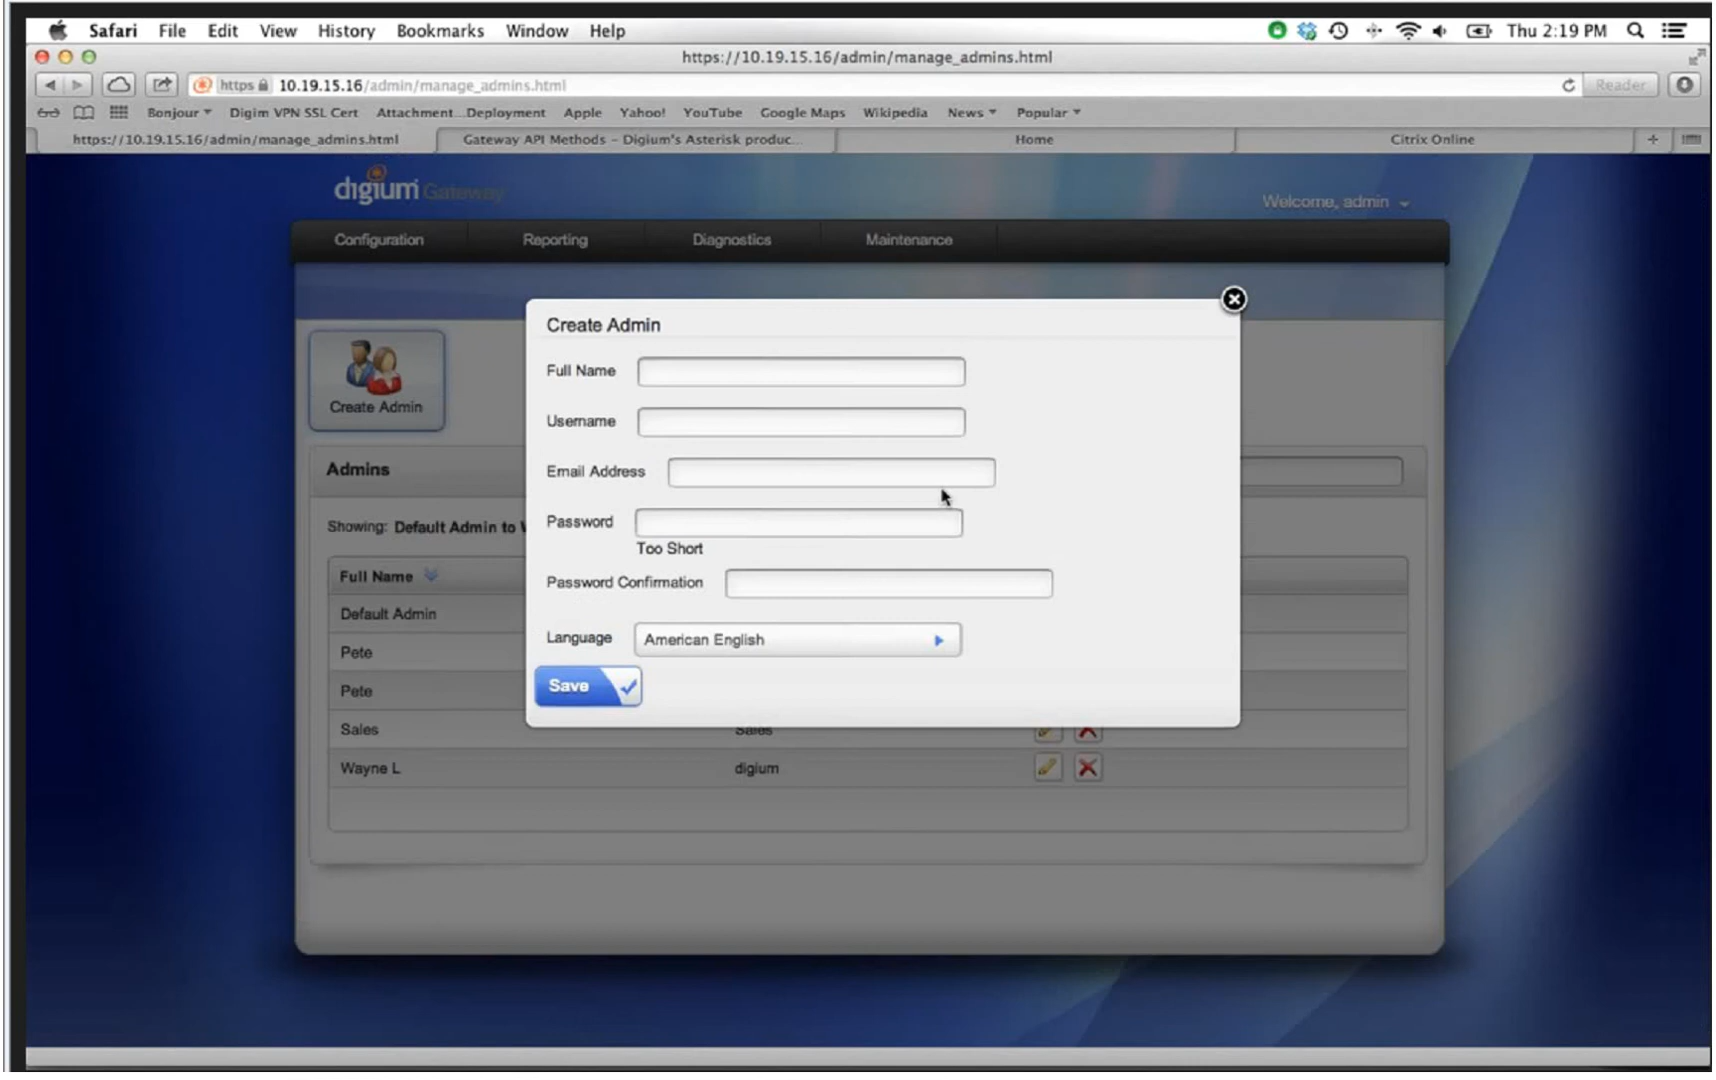 Safari File Edit View History Bookmarks Window Help Thu 2:19 PM
https://10.19.15.16/admin/manage_admins.html
https 10.19.15.16/admin/manage_admins.html Reader
Bonjour Digim VPN SSL Cert Attachment...Deployment Apple Yahoo! YouTube Google Maps Wikipedia News Popular
https://10.19.15.16/admin/manage_admins.html Gateway API Methods – Digium's Asterisk produc... Home Citrix Online
digium Gateway
Welcome, admin
Configuration Reporting Diagnostics Maintenance
Create Admin
Full Name
Username
Email Address
Password
Too Short
Password Confirmation
Language American English
Save
Create Admin
Admins
Showing: Default Admin to
Full Name
Default Admin
Pete
Pete
Sales Sales
Wayne L digium